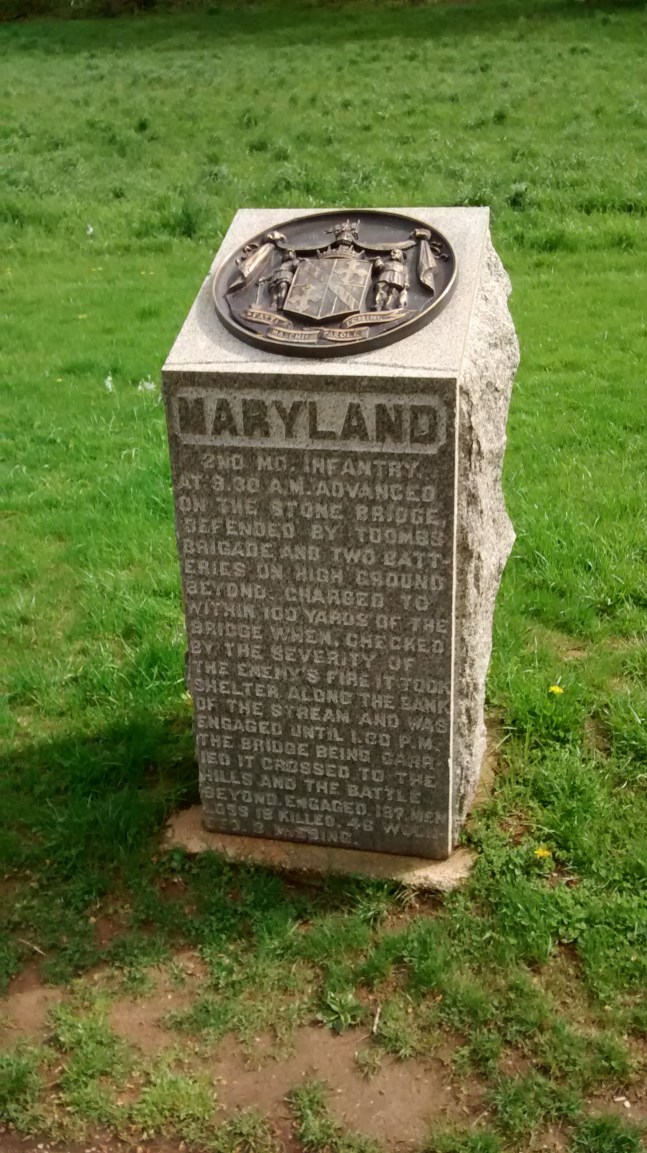 FATTI MASCHII PAROLE FEMINE
MARYLAND
2ND MD. INFANTRY.
AT 9.30 A.M. ADVANCED
ON THE STONE BRIDGE
DEFENDED BY TOOMBS
BRIGADE AND TWO BATT-
ERIES ON HIGH GROUND
BEYOND. CHARGED TO
WITHIN 100 YARDS OF THE
BRIDGE WHEN, CHECKED
BY THE SEVERITY OF
THE ENEMY'S FIRE IT TOOK
SHELTER ALONG THE BANK
OF THE STREAM AND WAS
ENGAGED UNTIL 1.00 P.M.
THE BRIDGE BEING CARR
IED IT CROSSED TO THE
HILLS AND THE BATTLE
BEYOND. ENGAGED 187 MEN
LOSS 18 KILLED. 46 WOUN
3 MISSING.